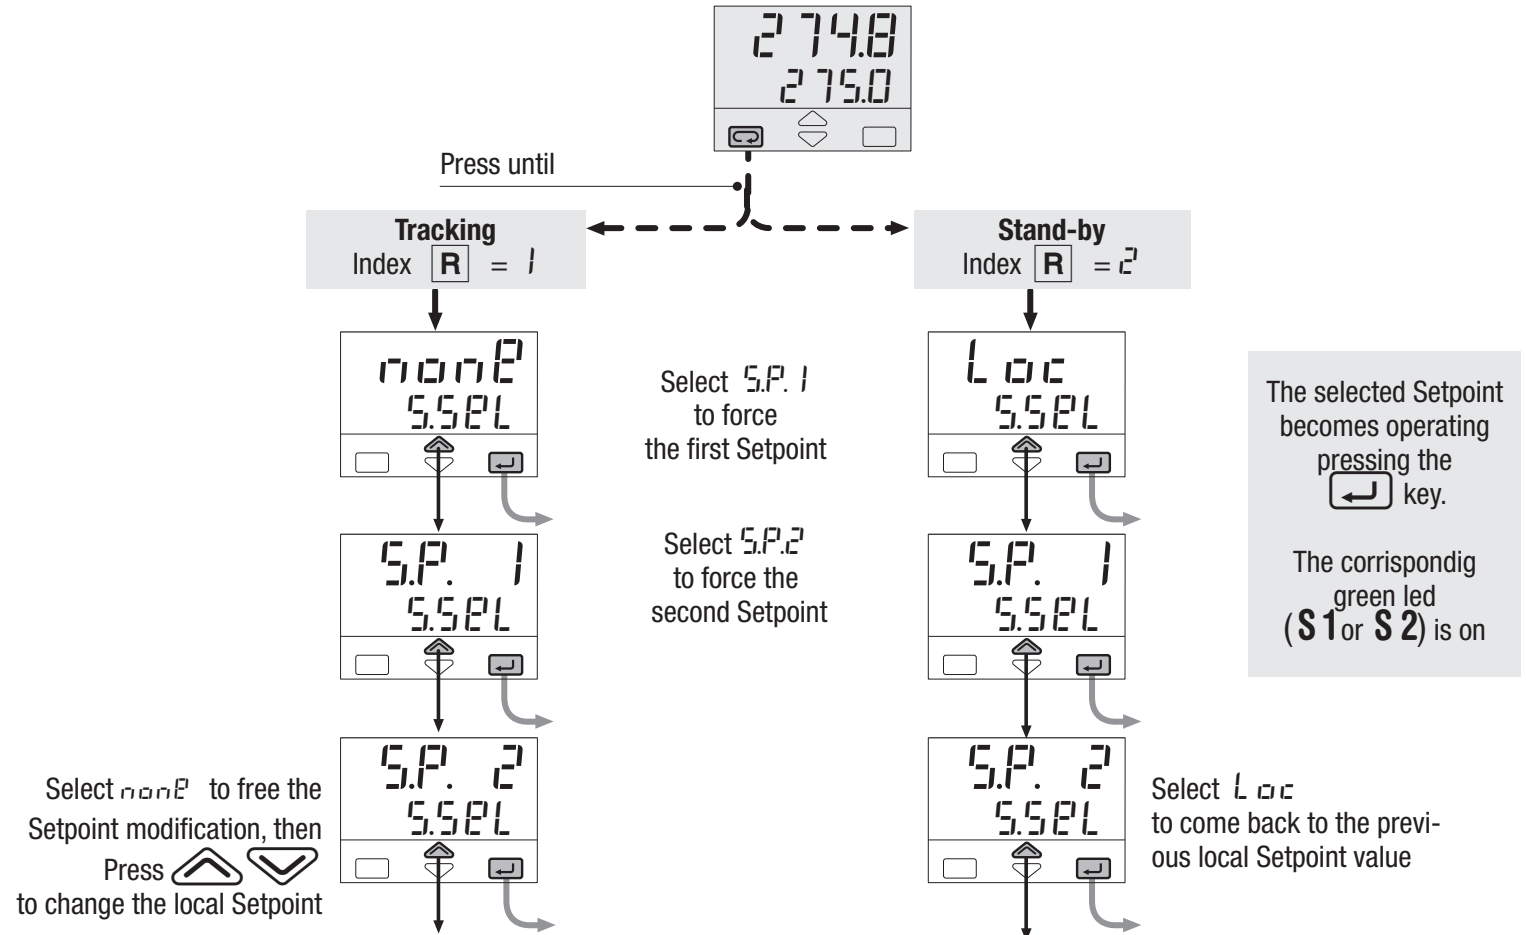 274.8
275.0
Press until
Tracking
Index R = 1
Stand-by
Index R = 2
nonE
S.SEL
Select S.P. 1
to force
the first Setpoint
Loc
S.SEL
The selected Setpoint
becomes operating
pressing the
key.
The corrispondig
green led
( S 1 or S 2) is on
S.P. 1
S.SEL
Select S.P.2
to force the
second Setpoint
S.P. 1
S.SEL
Select nonE to free the
Setpoint modification, then
Press
to change the local Setpoint
S.P. 2
S.SEL
S.P. 2
S.SEL
Select Loc
to come back to the previ-
ous local Setpoint value